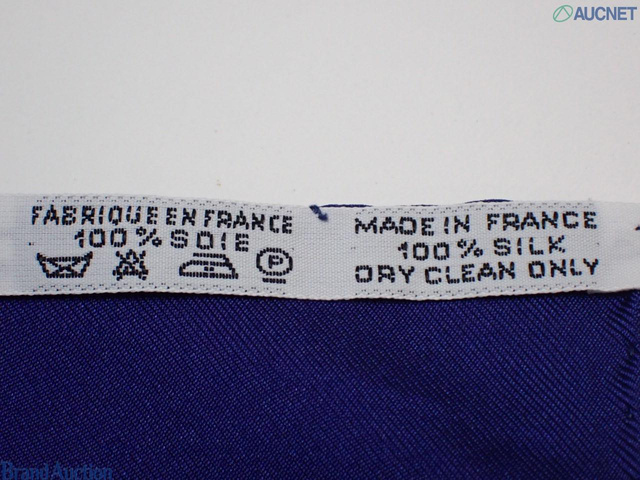 AUCNET
FABRIQUE EN FRANCE
100% SOIE
P
MADE IN FRANCE
100% SILK
DRY CLEAN ONLY
Brand Auction